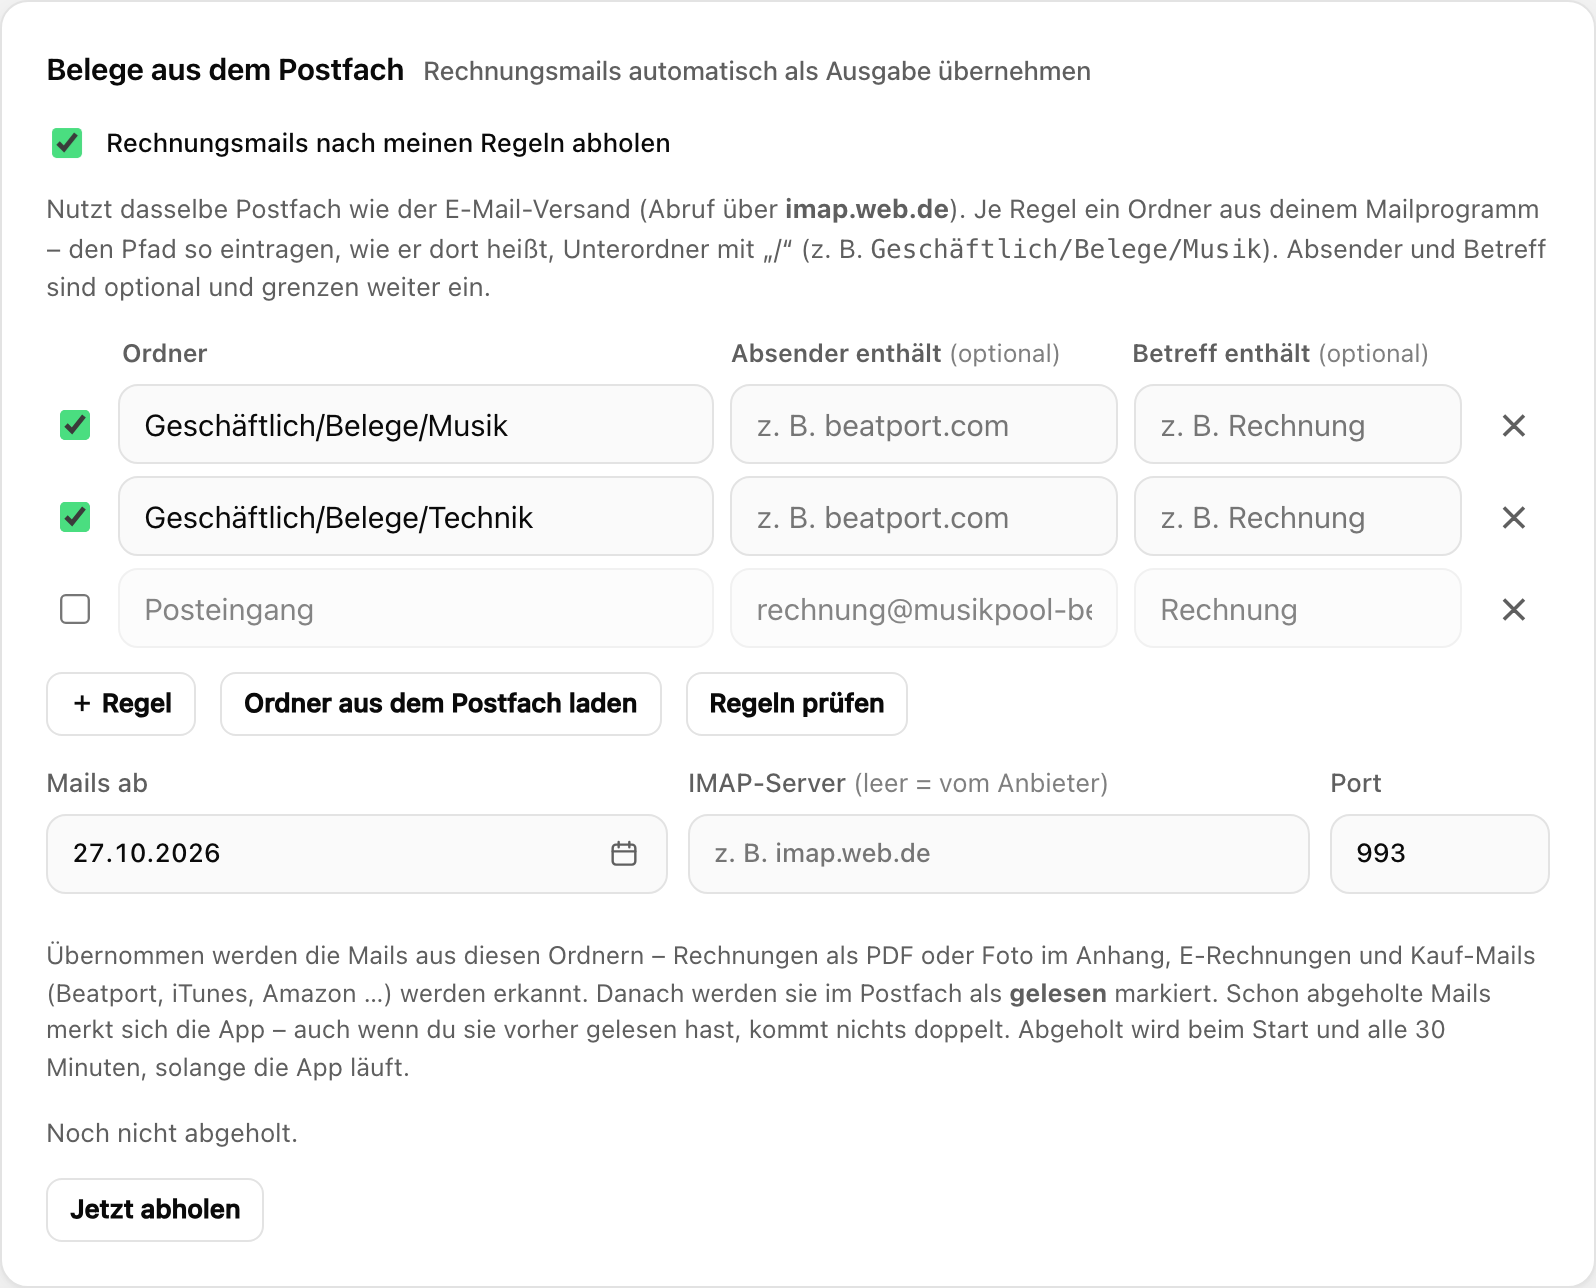 Belege aus dem Postfach Rechnungsmails automatisch als Ausgabe übernehmen
Rechnungsmails nach meinen Regeln abholen
Nutzt dasselbe Postfach wie der E-Mail-Versand (Abruf über imap.web.de). Je Regel ein Ordner aus deinem Mailprogramm
– den Pfad so eintragen, wie er dort heißt, Unterordner mit „/“ (z. B. Geschäftlich/Belege/Musik). Absender und Betreff
sind optional und grenzen weiter ein.
Ordner Absender enthält (optional) Betreff enthält (optional)
Geschäftlich/Belege/Musik z. B. beatport.com z. B. Rechnung
Geschäftlich/Belege/Technik z. B. beatport.com z. B. Rechnung
Posteingang rechnung@musikpool-be Rechnung
+ Regel Ordner aus dem Postfach laden Regeln prüfen
Mails ab IMAP-Server (leer = vom Anbieter) Port
27.10.2026 z. B. imap.web.de 993
Übernommen werden die Mails aus diesen Ordnern – Rechnungen als PDF oder Foto im Anhang, E-Rechnungen und Kauf-Mails
(Beatport, iTunes, Amazon …) werden erkannt. Danach werden sie im Postfach als gelesen markiert. Schon abgeholte Mails
merkt sich die App – auch wenn du sie vorher gelesen hast, kommt nichts doppelt. Abgeholt wird beim Start und alle 30
Minuten, solange die App läuft.
Noch nicht abgeholt.
Jetzt abholen